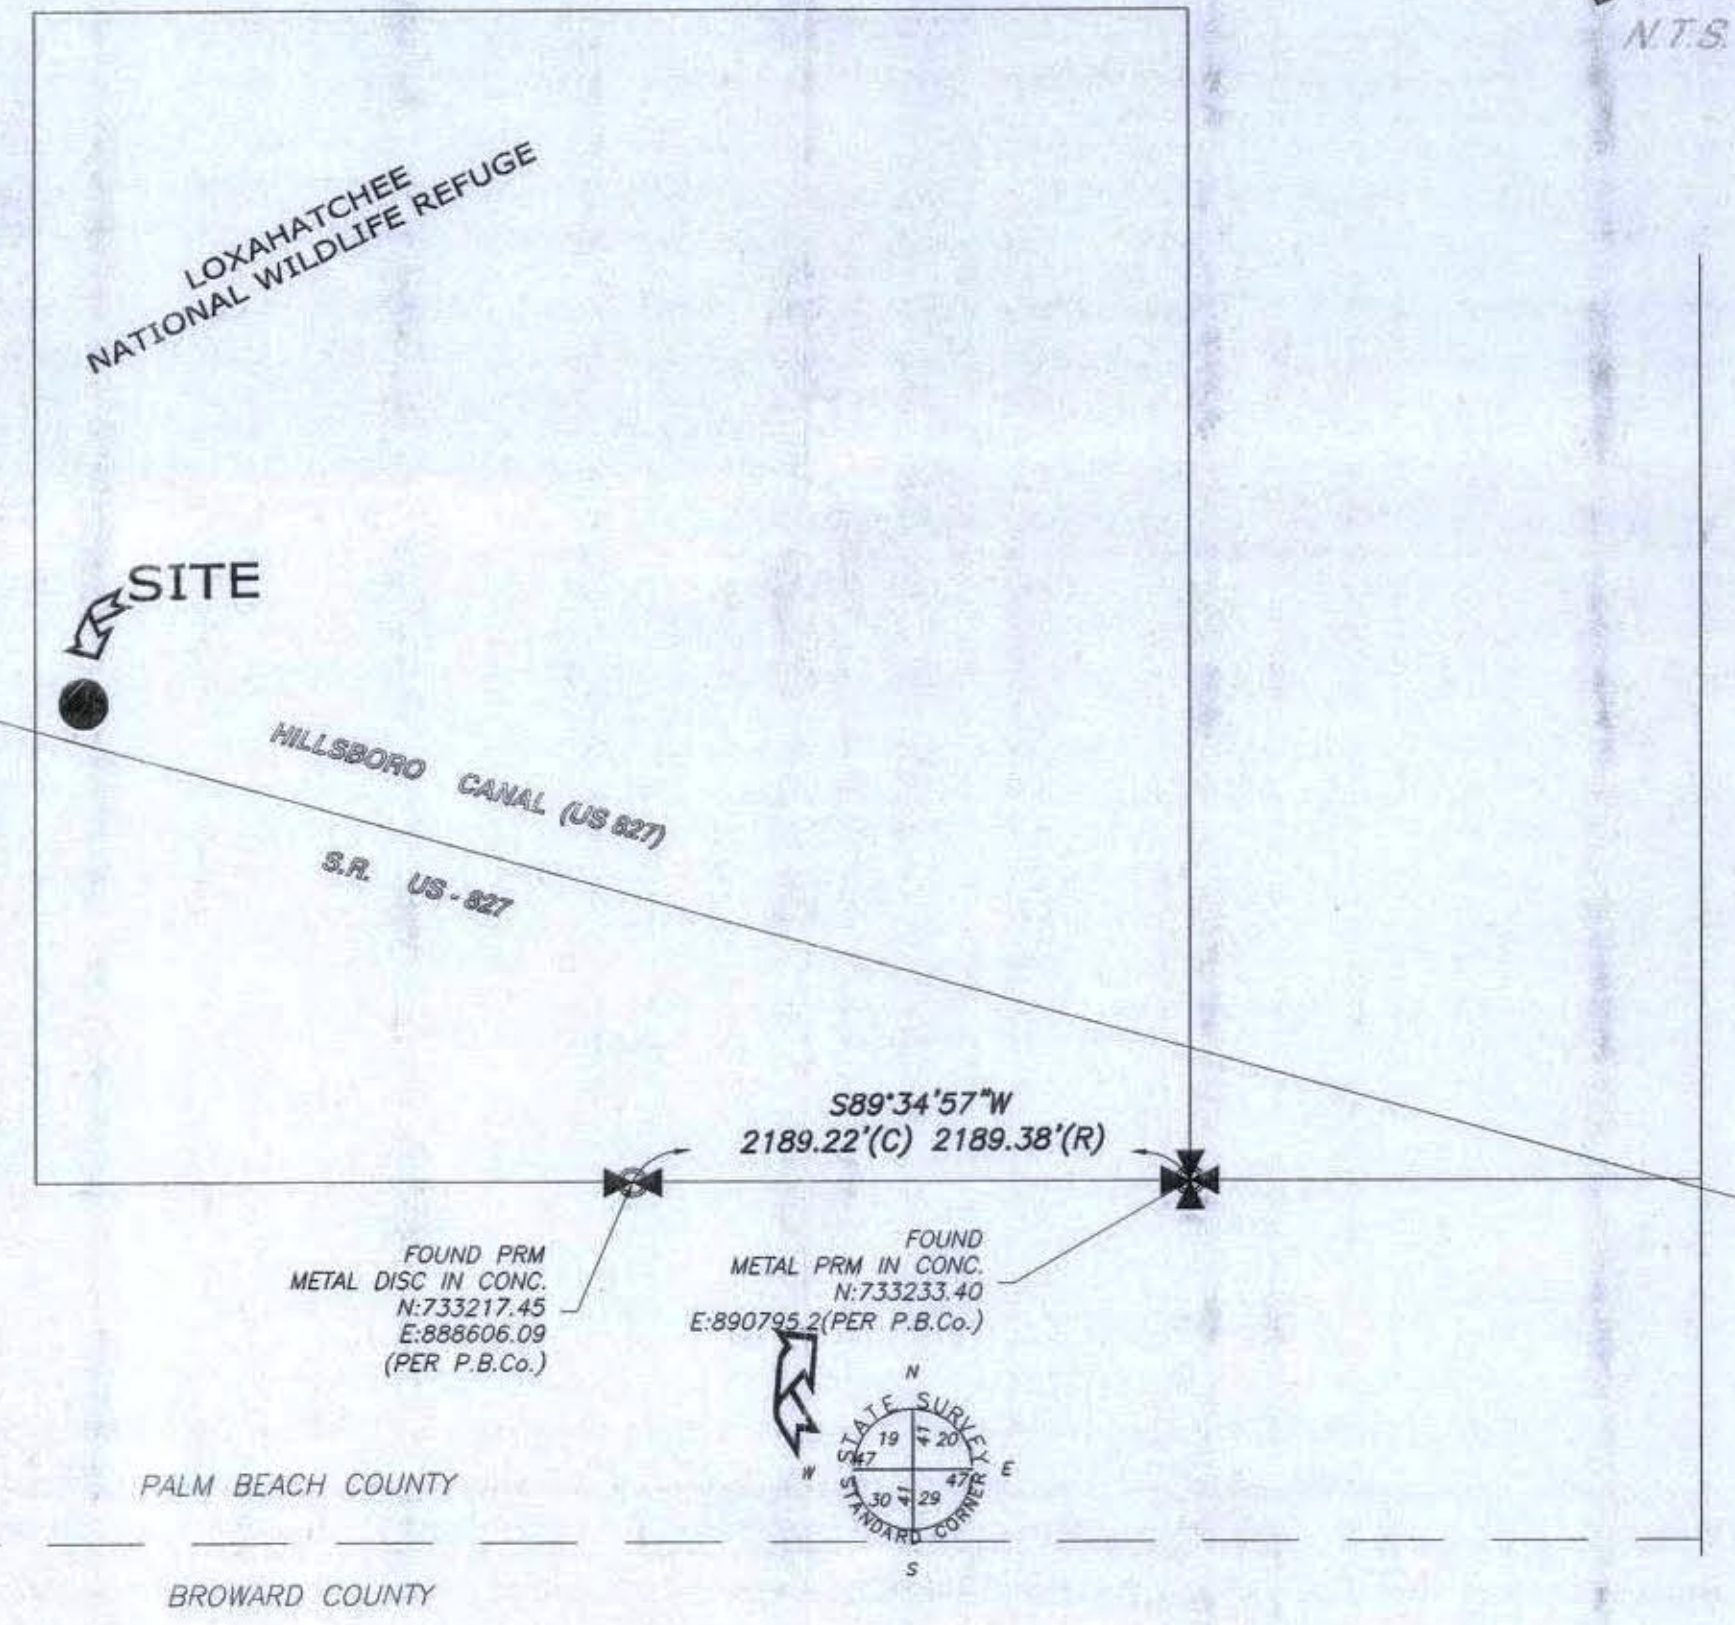 N.T.S.
LOXAHATCHEE
NATIONAL WILDLIFE REFUGE
SITE
HILLSBORO CANAL (US 827)
S.R. US - 827
S89°34'57"W
2189.22'(C) 2189.38'(R)
FOUND PRM
METAL DISC IN CONC.
N:733217.45
E:888606.09
(PER P.B.Co.)
FOUND
METAL PRM IN CONC.
N:733233.40
E:890795.2(PER P.B.Co.)
N
STATE SURVEY
19 41 20
47
W E
47
30 41 29
STANDARD CORNER
S
PALM BEACH COUNTY
BROWARD COUNTY